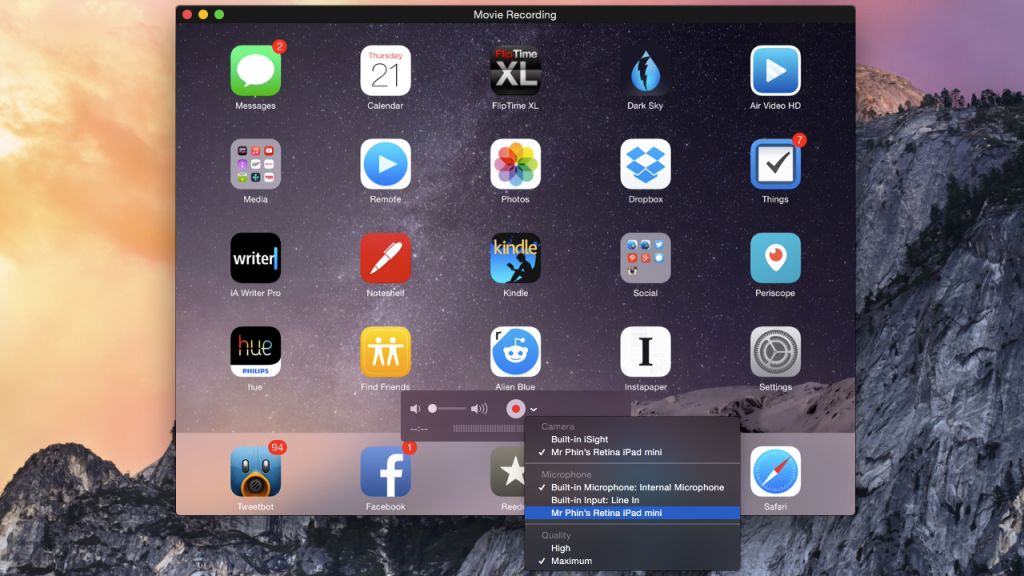 Movie Recording
2
Thursday
21
FlipTime
XL
7
Messages
Calendar
FlipTime XL
Dark Sky
Air Video HD
Media
Remote
Photos
Dropbox
Things
writer
kindle
iA Writer Pro
Noteshelf
Kindle
Social
Periscope
hue
PHILIPS
r
I
hue
Find Friends
Alien Blue
Instapaper
Settings
--:--
Camera
Built-in iSight
✓ Mr Phin's Retina iPad mini
Microphone
✓ Built-in Microphone: Internal Microphone
Built-in Input: Line In
Mr Phin's Retina iPad mini
Quality
High
✓ Maximum
94
f
1
Tweetbot
Facebook
Reede
Safari